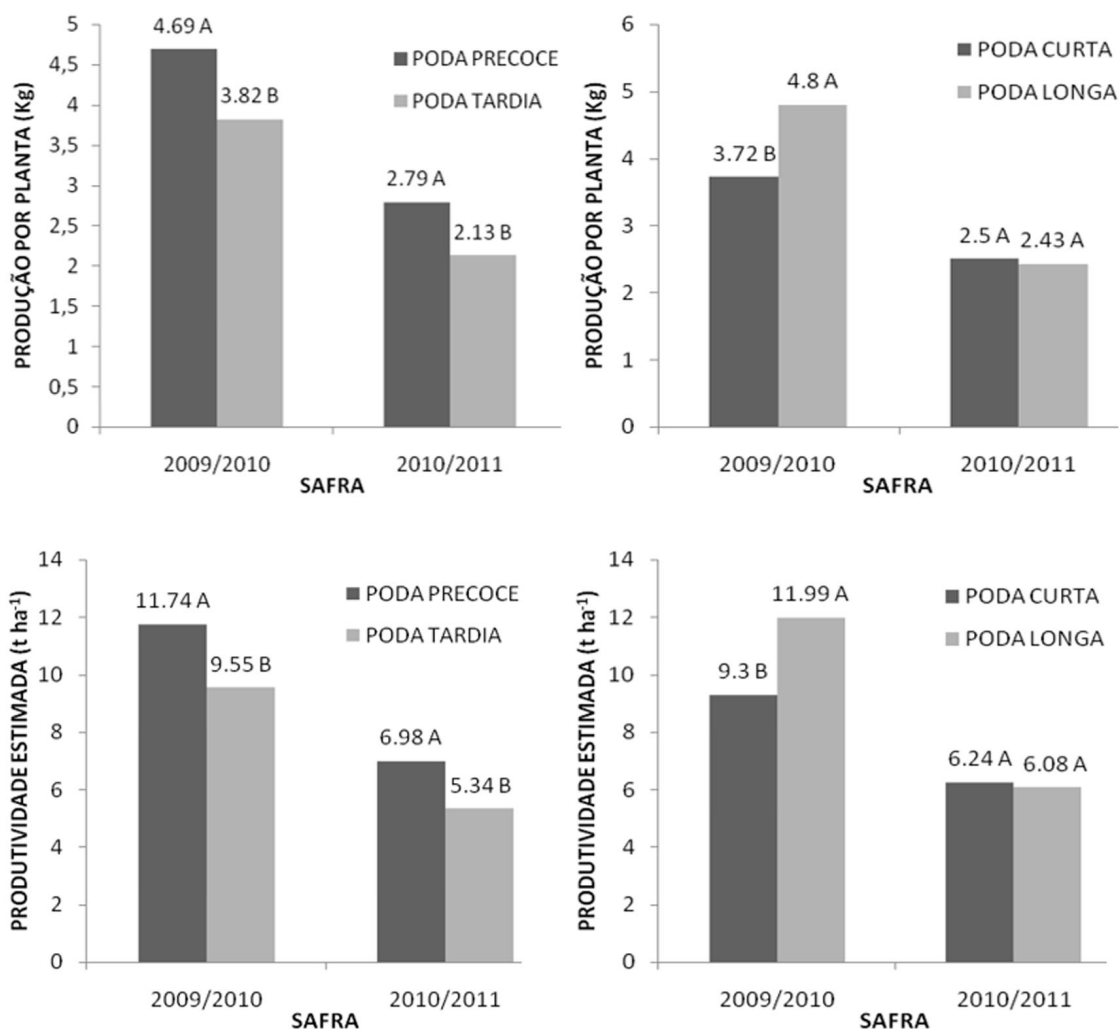 PRODUÇÃO POR PLANTA (Kg)
5
4,5
4
3,5
3
2,5
2
1,5
1
0,5
0
4.69 A
3.82 B
2.79 A
2.13 B
PODA PRECOCE
PODA TARDIA
2009/2010
2010/2011
SAFRA
PRODUÇÃO POR PLANTA (Kg)
6
5
4
3
2
1
0
3.72 B
4.8 A
2.5 A
2.43 A
PODA CURTA
PODA LONGA
2009/2010
2010/2011
SAFRA
PRODUTIVIDADE ESTIMADA (t ha⁻¹)
14
12
10
8
6
4
2
0
11.74 A
9.55 B
6.98 A
5.34 B
PODA PRECOCE
PODA TARDIA
2009/2010
2010/2011
SAFRA
PRODUTIVIDADE ESTIMADA (t ha⁻¹)
14
12
10
8
6
4
2
0
9.3 B
11.99 A
6.24 A
6.08 A
PODA CURTA
PODA LONGA
2009/2010
2010/2011
SAFRA